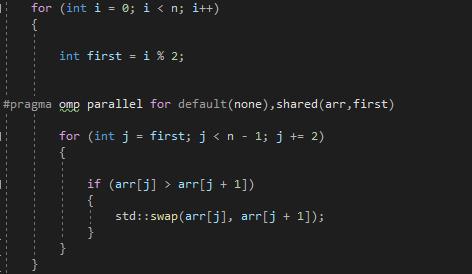 for (int i = 0; i < n; i++)
{
int first = i % 2;
#pragma omp parallel for default(none),shared(arr,first)
for (int j = first; j < n - 1; j += 2)
{
if (arr[j] > arr[j + 1])
{
std::swap(arr[j], arr[j + 1]);
}
}
}